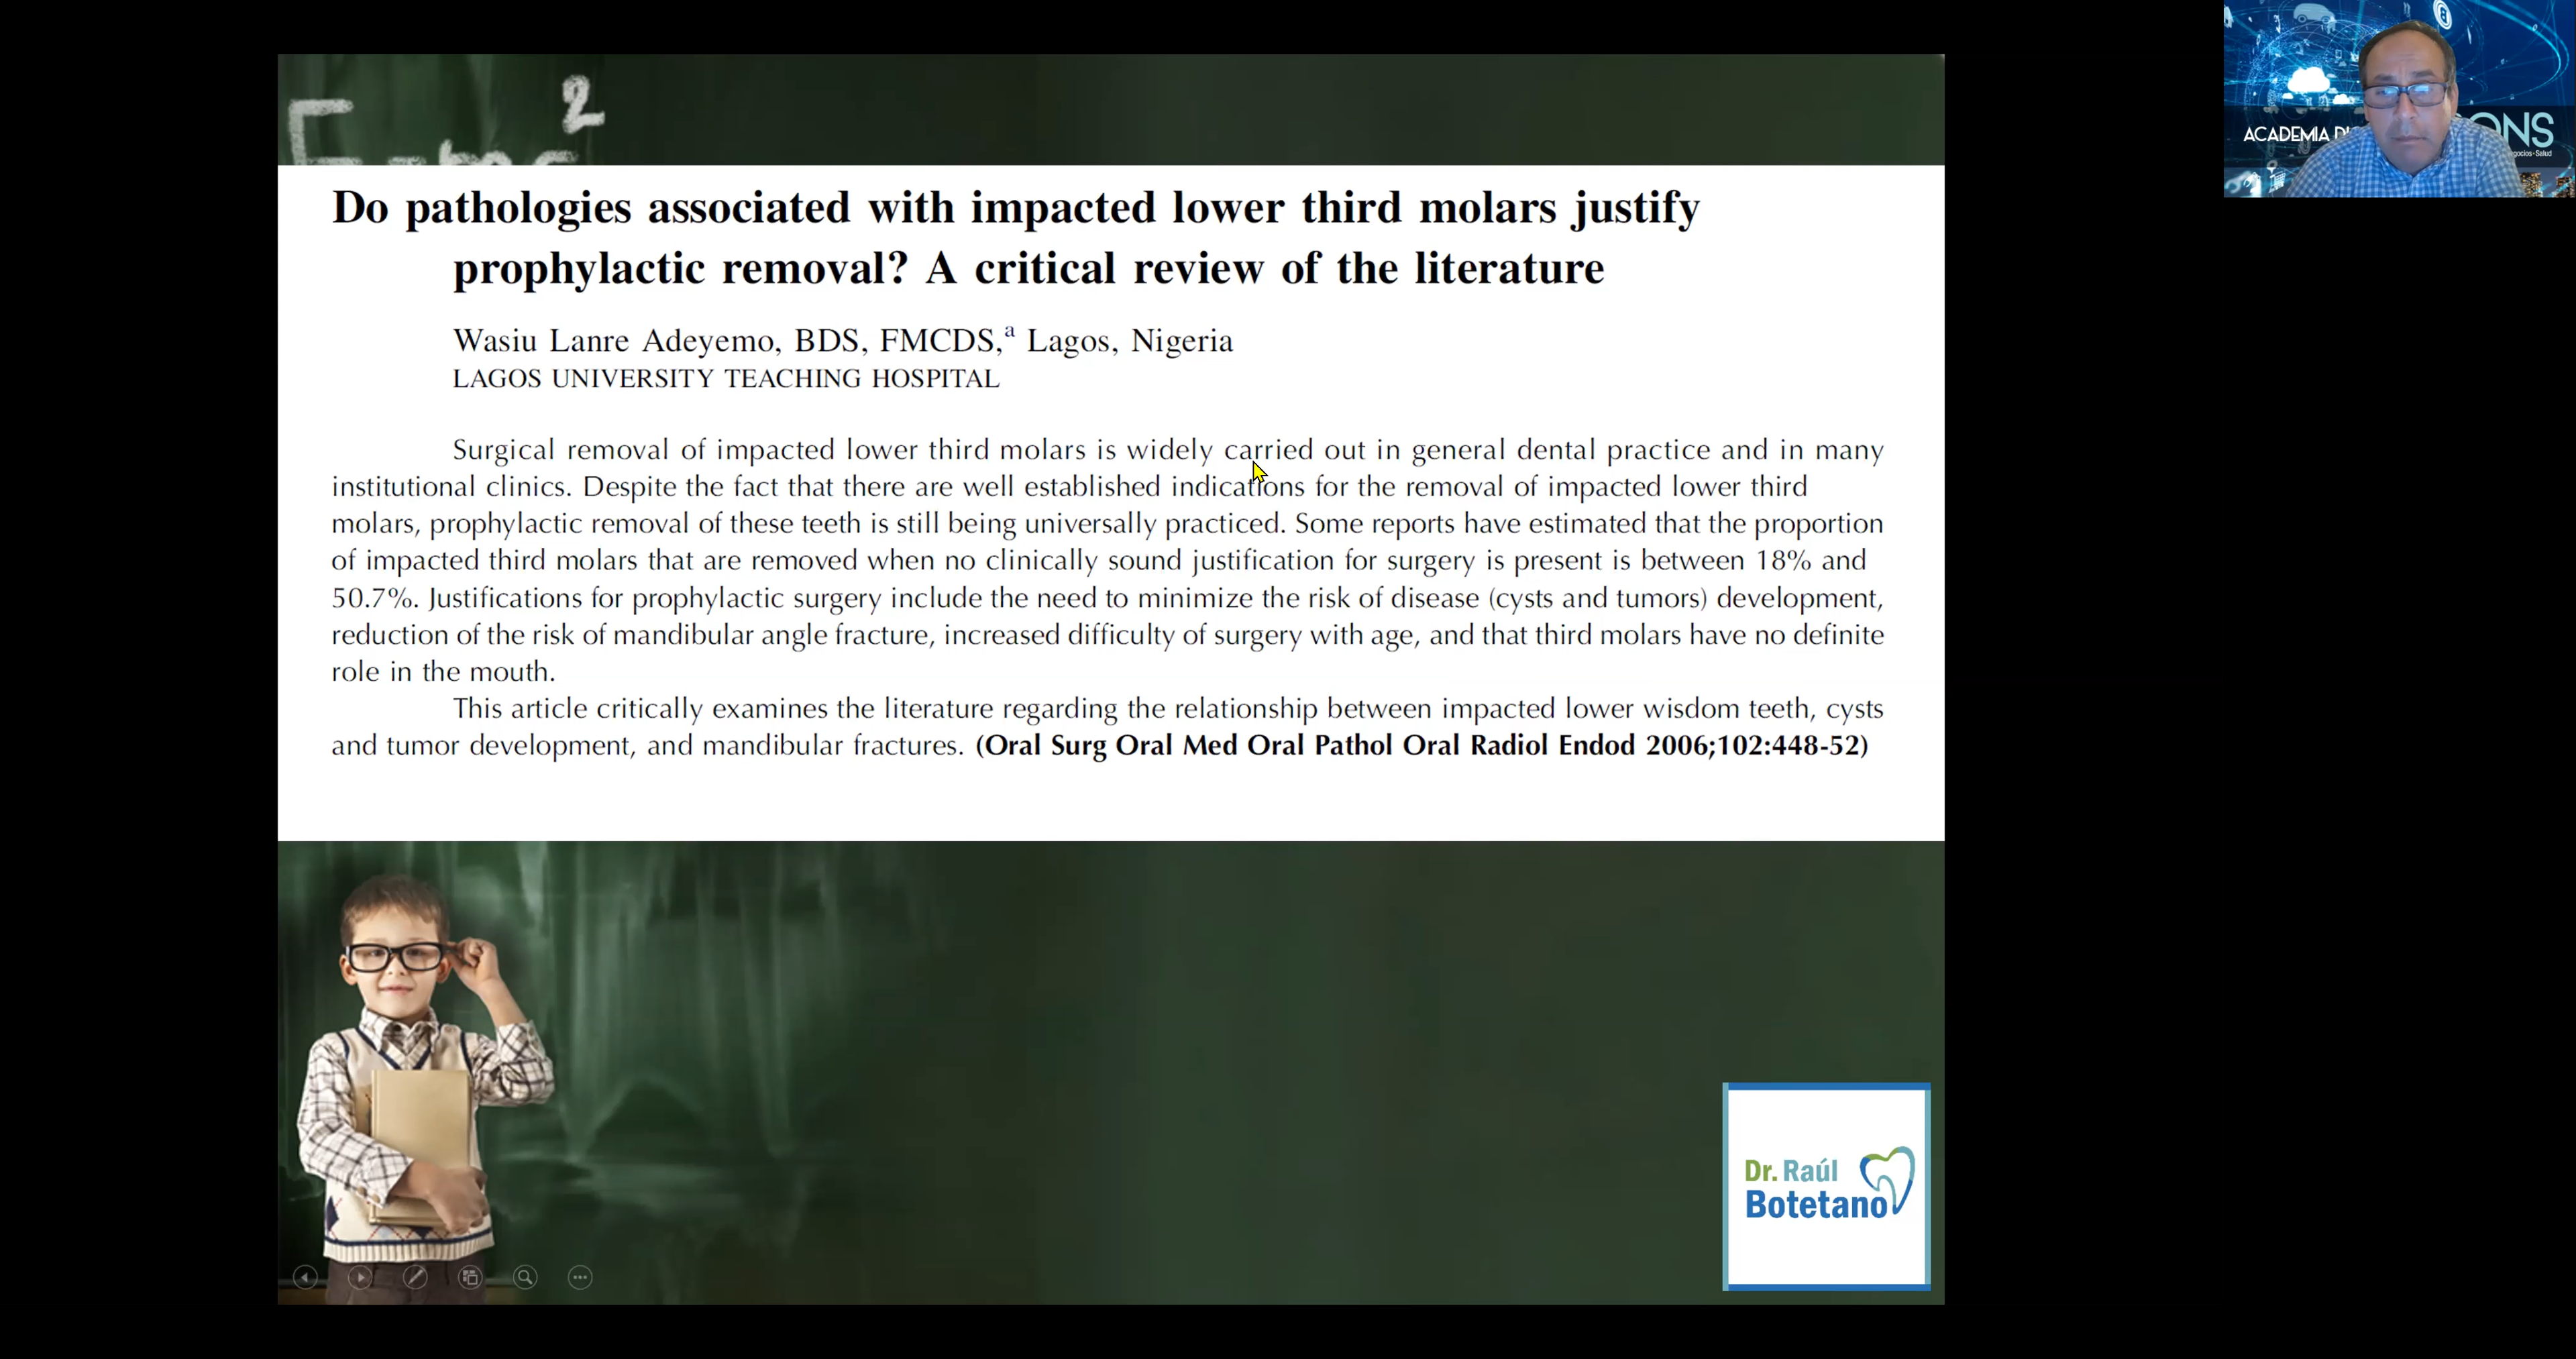 2
Do pathologies associated with impacted lower third molars justify
prophylactic removal? A critical review of the literature
Wasiu Lanre Adeyemo, BDS, FMCDS,ª Lagos, Nigeria
LAGOS UNIVERSITY TEACHING HOSPITAL
Surgical removal of impacted lower third molars is widely carried out in general dental practice and in many
institutional clinics. Despite the fact that there are well established indications for the removal of impacted lower third
molars, prophylactic removal of these teeth is still being universally practiced. Some reports have estimated that the proportion
of impacted third molars that are removed when no clinically sound justification for surgery is present is between 18% and
50.7%. Justifications for prophylactic surgery include the need to minimize the risk of disease (cysts and tumors) development,
reduction of the risk of mandibular angle fracture, increased difficulty of surgery with age, and that third molars have no definite
role in the mouth.
This article critically examines the literature regarding the relationship between impacted lower wisdom teeth, cysts
and tumor development, and mandibular fractures. (Oral Surg Oral Med Oral Pathol Oral Radiol Endod 2006;102:448-52)
Dr. Raúl
Botetano
ACADEMIA
ONS